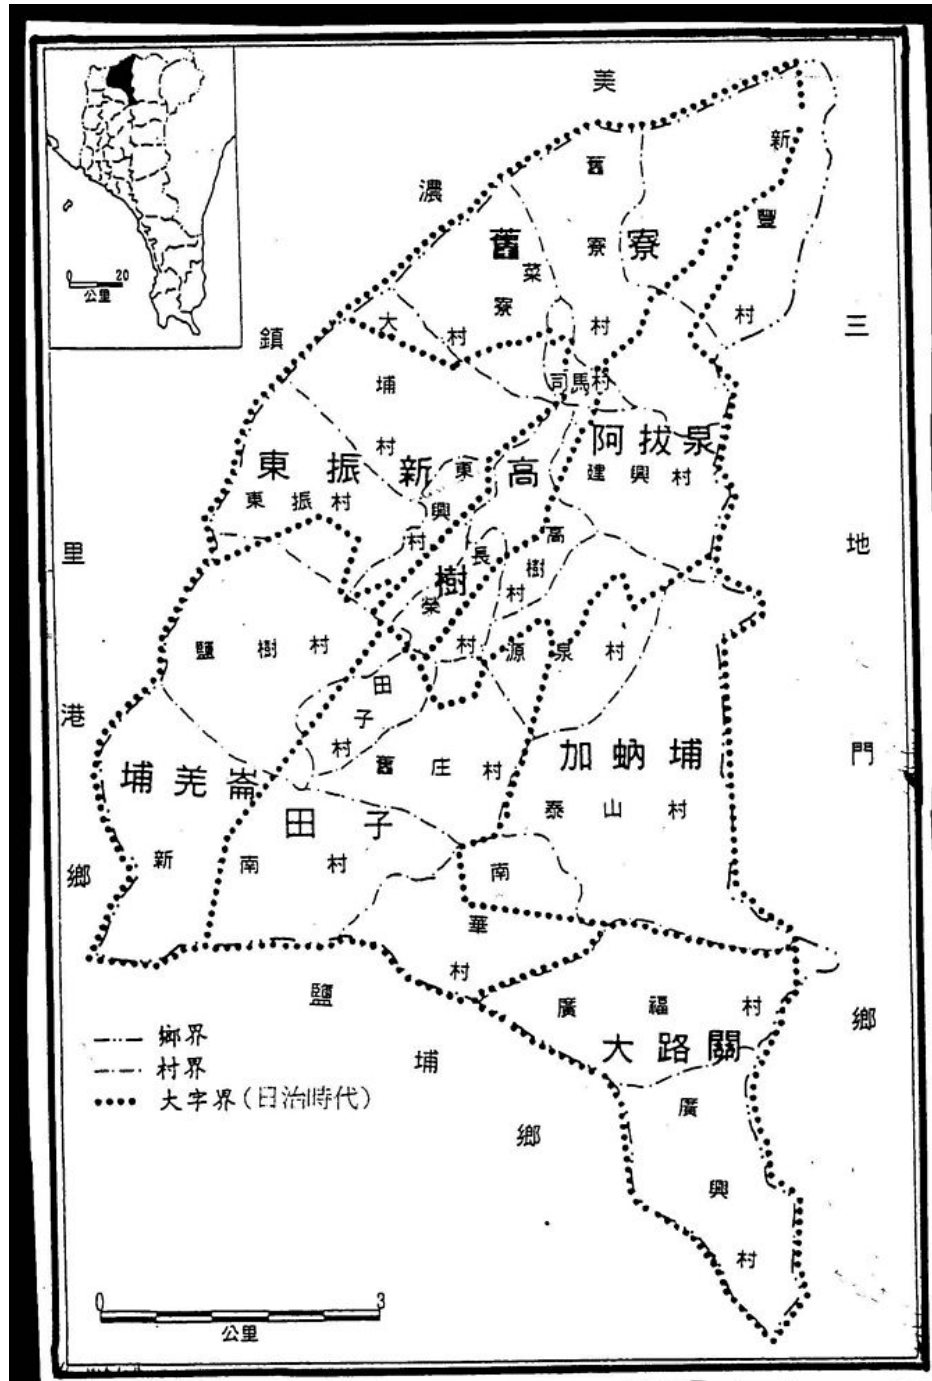 美濃鎮
三地門鄉
里港鄉
鹽埔鄉
舊寮
新豐村
舊寮村
菜寮村
大埔村
司馬村
阿拔泉
建興村
東振新
東振村
東興村
高樹
長榮村
高樹村
源泉村
鹽樹村
田子村
舊庄村
加蚋埔
泰山村
埔羌崙
田子
新南村
南華村
廣福村
大路關
廣興村
0 20
公里
鄉界
村界
大字界(日治時代)
0 3
公里